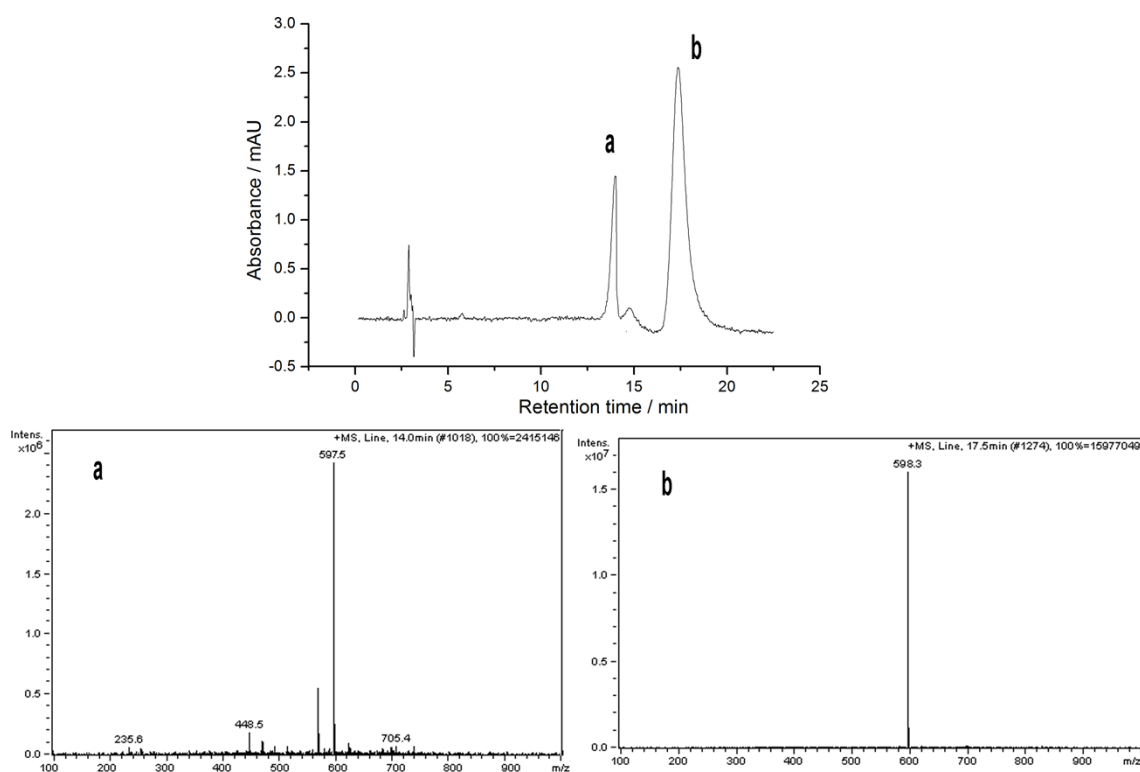 3.0
2.5
2.0
1.5
1.0
0.5
0.0
-0.5
Absorbance / mAU
a
b
0 5 10 15 20 25
Retention time / min
Intens.
x10⁶
+MS, Line, 14.0min (#1018), 100%=2415146
a
597.5
2.0
1.5
1.0
0.5
0.0
235.6
448.5
705.4
100 200 300 400 500 600 700 800 900 m/z
Intens.
x10⁷
+MS, Line, 17.5min (#1274), 100%=15977049
b
598.3
1.5
1.0
0.5
0.0
100 200 300 400 500 600 700 800 900 m/z